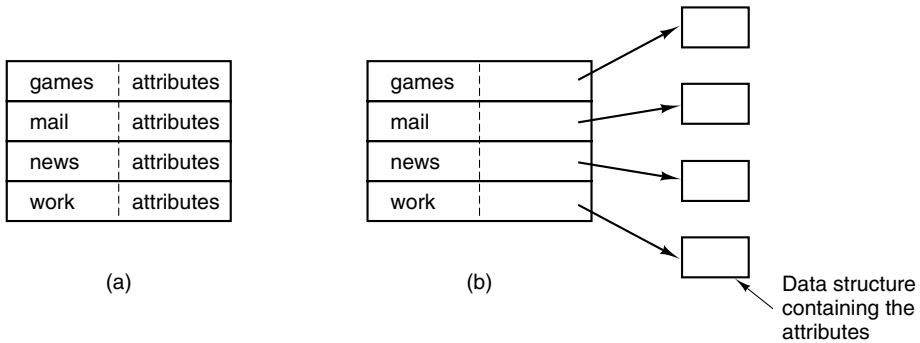 games attributes
mail attributes
news attributes
work attributes
(a)
games
mail
news
work
(b)
Data structure
containing the
attributes